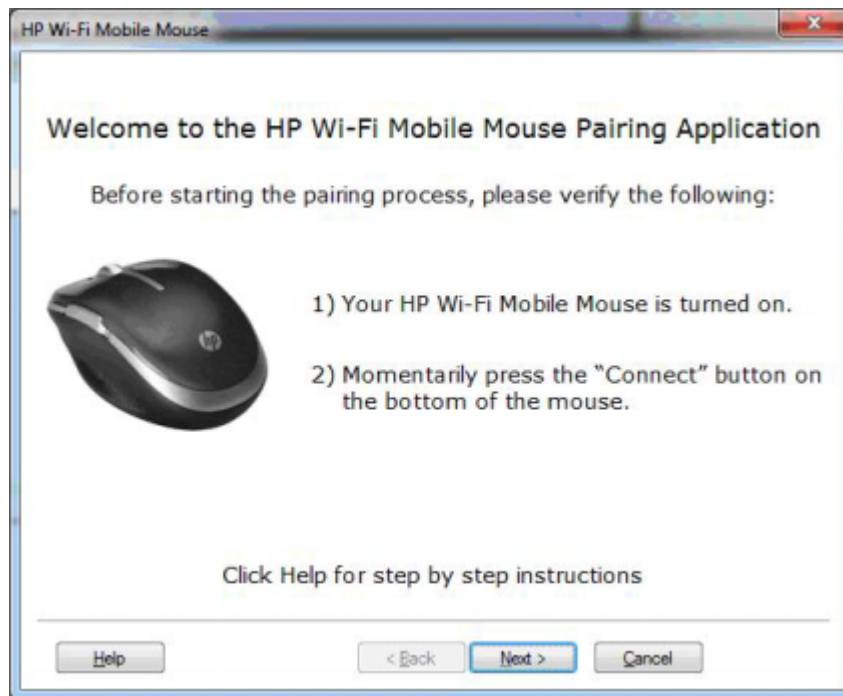 HP Wi-Fi Mobile Mouse
Welcome to the HP Wi-Fi Mobile Mouse Pairing Application
Before starting the pairing process, please verify the following:
hp
1) Your HP Wi-Fi Mobile Mouse is turned on.
2) Momentarily press the “Connect” button on
the bottom of the mouse.
Click Help for step by step instructions
Help
< Back
Next >
Cancel